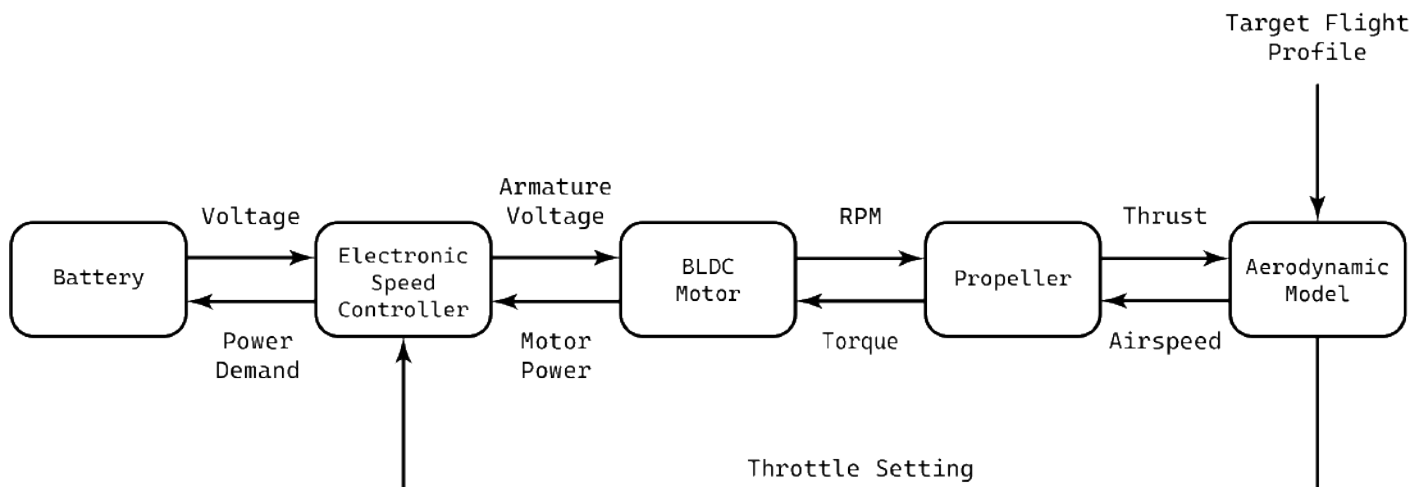 Target Flight
Profile
Armature
Voltage
Voltage
RPM
Thrust
Battery
Electronic
Speed
Controller
BLDC
Motor
Propeller
Aerodynamic
Model
Power
Demand
Motor
Power
Torque
Airspeed
Throttle Setting